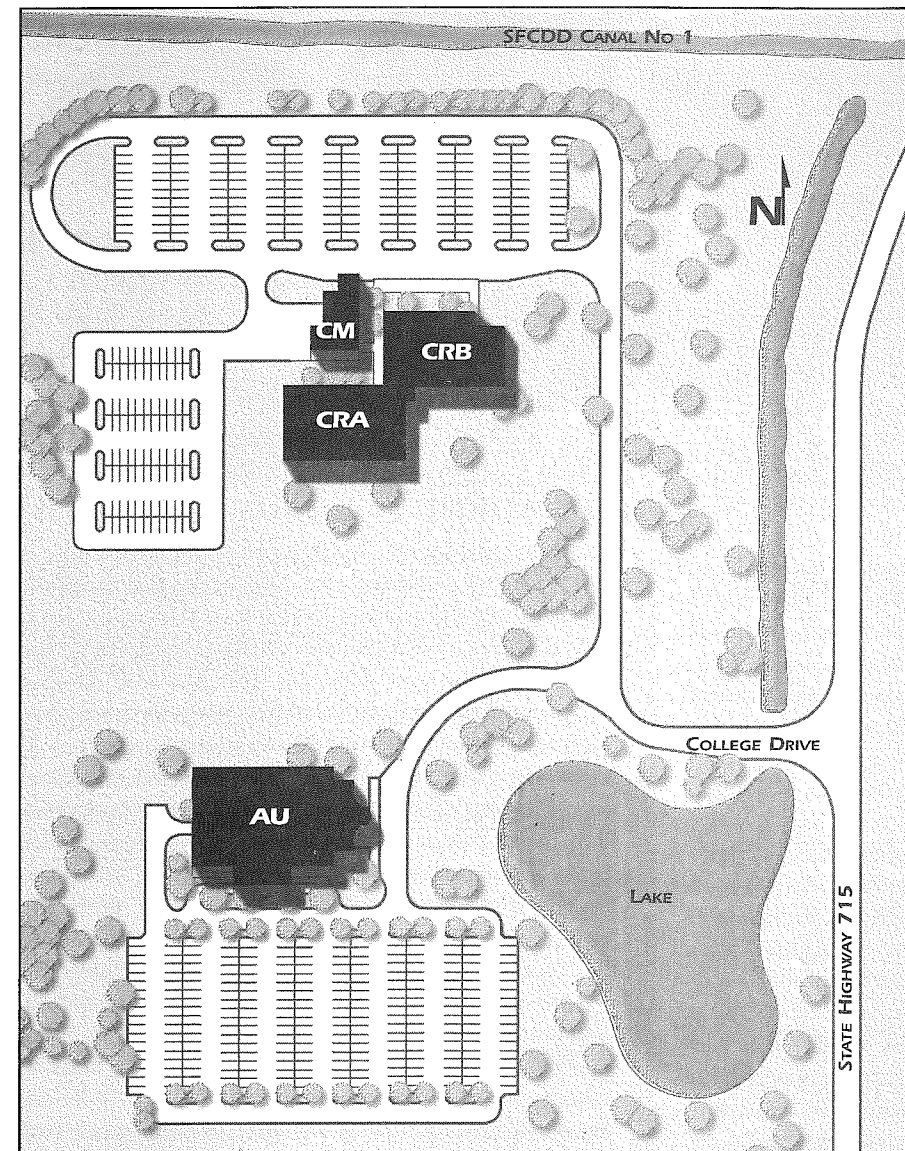 SFCDD CANAL NO 1
N
CM
CRB
CRA
COLLEGE DRIVE
AU
LAKE
STATE HIGHWAY 715